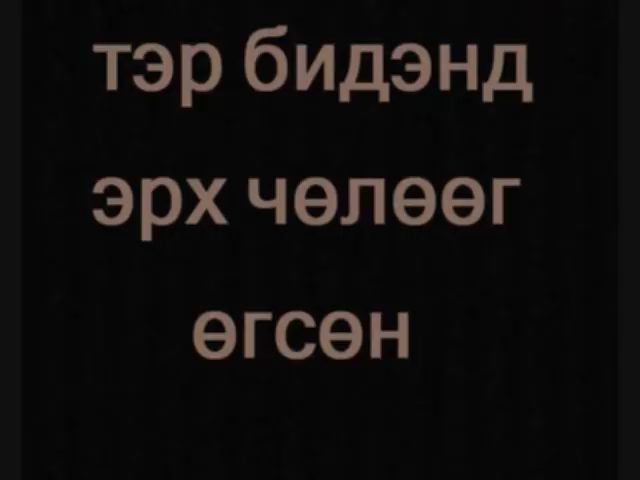 тэр бидэнд
эрх чөлөөг
өгсөн